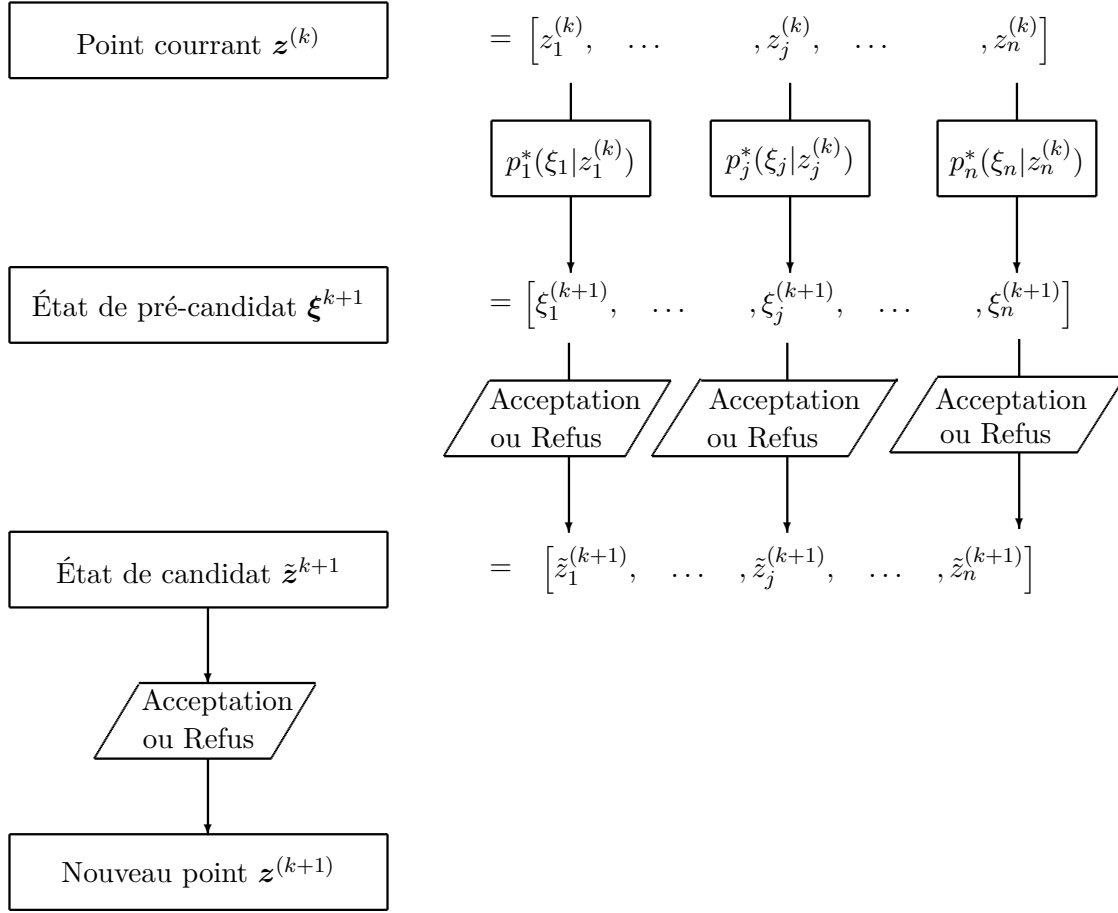 Point courrant z^{(k)} = [z_1^{(k)}, … , z_j^{(k)}, … , z_n^{(k)}]
p_1^*(ξ_1|z_1^{(k)}) p_j^*(ξ_j|z_j^{(k)}) p_n^*(ξ_n|z_n^{(k)})
État de pré-candidat ξ^{k+1} = [ξ_1^{(k+1)}, … , ξ_j^{(k+1)}, … , ξ_n^{(k+1)}]
Acceptation Acceptation Acceptation
ou Refus ou Refus ou Refus
État de candidat z̃^{k+1} = [z̃_1^{(k+1)}, … , z̃_j^{(k+1)}, … , z̃_n^{(k+1)}]
Acceptation
ou Refus
Nouveau point z^{(k+1)}